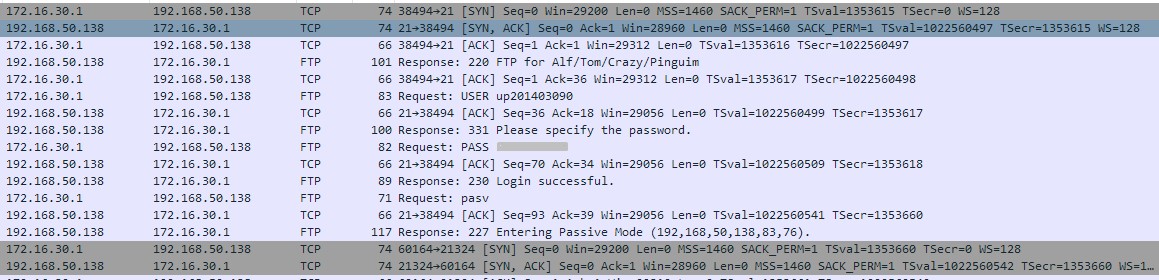 172.16.30.1 192.168.50.138 TCP 74 38494→21 [SYN] Seq=0 Win=29200 Len=0 MSS=1460 SACK_PERM=1 TSval=1353615 TSecr=0 WS=128
192.168.50.138 172.16.30.1 TCP 74 21→38494 [SYN, ACK] Seq=0 Ack=1 Win=28960 Len=0 MSS=1460 SACK_PERM=1 TSval=1022560497 TSecr=1353615 WS=128
172.16.30.1 192.168.50.138 TCP 66 38494→21 [ACK] Seq=1 Ack=1 Win=29312 Len=0 TSval=1353616 TSecr=1022560497
192.168.50.138 172.16.30.1 FTP 101 Response: 220 FTP for Alf/Tom/Crazy/Pinguim
172.16.30.1 192.168.50.138 TCP 66 38494→21 [ACK] Seq=1 Ack=36 Win=29312 Len=0 TSval=1353617 TSecr=1022560498
172.16.30.1 192.168.50.138 FTP 83 Request: USER up201403090
192.168.50.138 172.16.30.1 TCP 66 21→38494 [ACK] Seq=36 Ack=18 Win=29056 Len=0 TSval=1022560499 TSecr=1353617
192.168.50.138 172.16.30.1 FTP 100 Response: 331 Please specify the password.
172.16.30.1 192.168.50.138 FTP 82 Request: PASS
192.168.50.138 172.16.30.1 TCP 66 21→38494 [ACK] Seq=70 Ack=34 Win=29056 Len=0 TSval=1022560509 TSecr=1353618
192.168.50.138 172.16.30.1 FTP 89 Response: 230 Login successful.
172.16.30.1 192.168.50.138 FTP 71 Request: pasv
192.168.50.138 172.16.30.1 TCP 66 21→38494 [ACK] Seq=93 Ack=39 Win=29056 Len=0 TSval=1022560541 TSecr=1353660
192.168.50.138 172.16.30.1 FTP 117 Response: 227 Entering Passive Mode (192,168,50,138,83,76).
172.16.30.1 192.168.50.138 TCP 74 60164→21324 [SYN] Seq=0 Win=29200 Len=0 MSS=1460 SACK_PERM=1 TSval=1353660 TSecr=0 WS=128
192.168.50.138 172.16.30.1 TCP 74 21324→60164 [SYN, ACK] Seq=0 Ack=1 Win=28960 Len=0 MSS=1460 SACK_PERM=1 TSval=1022560542 TSecr=1353660 WS=1…